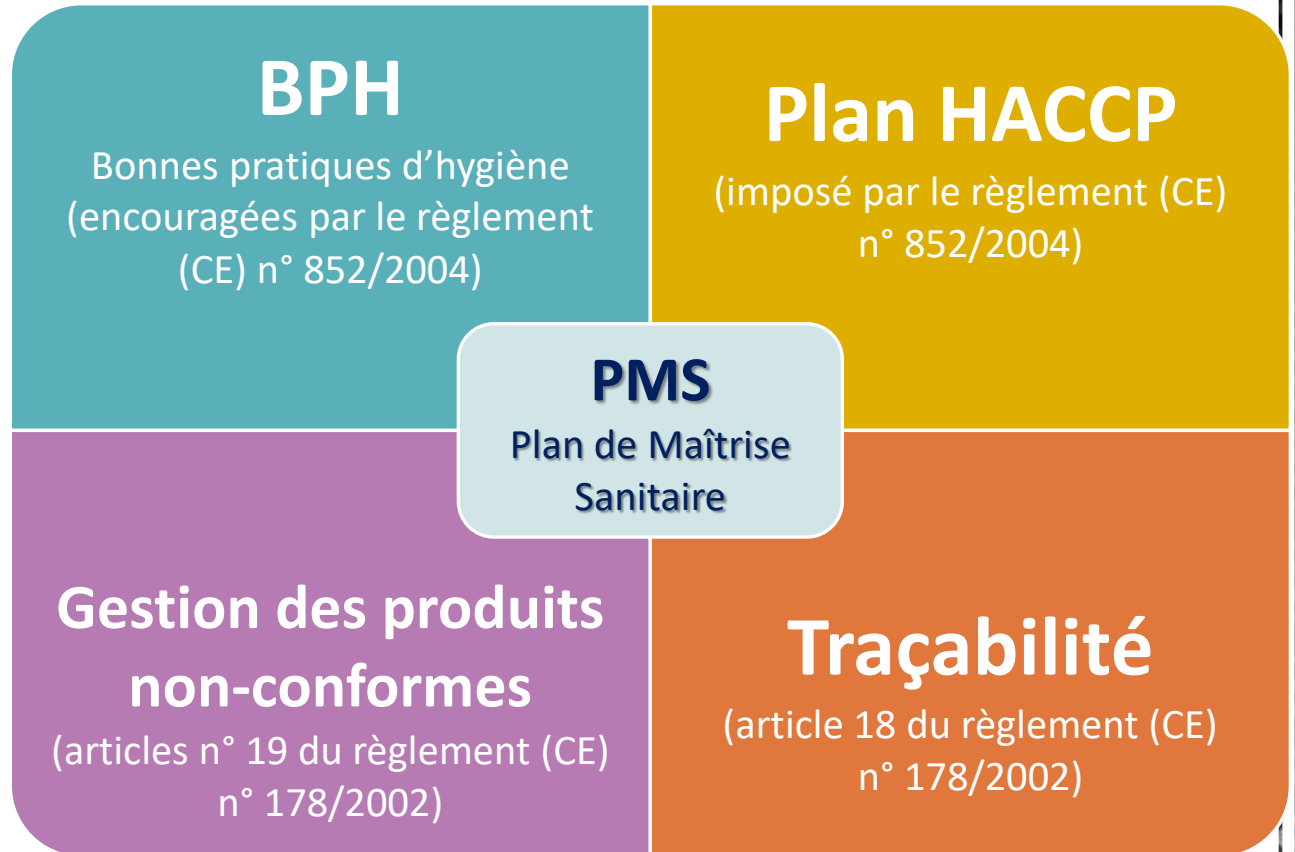 BPH
Bonnes pratiques d’hygiène
(encouragées par le règlement
(CE) n° 852/2004)
Plan HACCP
(imposé par le règlement (CE)
n° 852/2004)
PMS
Plan de Maîtrise
Sanitaire
Gestion des produits
non-conformes
(articles n° 19 du règlement (CE)
n° 178/2002)
Traçabilité
(article 18 du règlement (CE)
n° 178/2002)